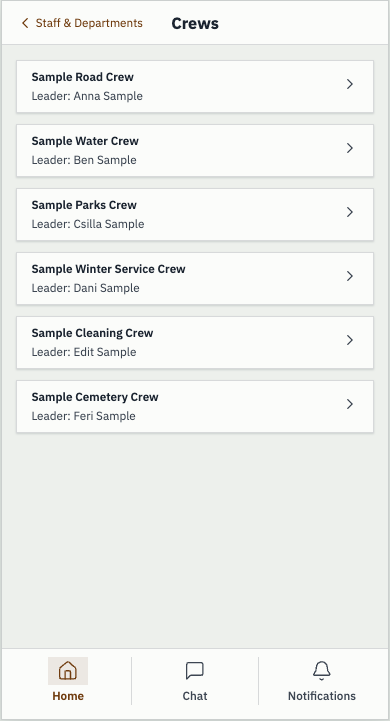 Staff & Departments
Crews
Sample Road Crew
Leader: Anna Sample
Sample Water Crew
Leader: Ben Sample
Sample Parks Crew
Leader: Csilla Sample
Sample Winter Service Crew
Leader: Dani Sample
Sample Cleaning Crew
Leader: Edit Sample
Sample Cemetery Crew
Leader: Feri Sample
Home
Chat
Notifications